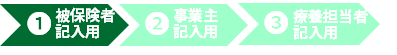 ① 被保険者
記入用
② 事業主
記入用
③ 療養担当者
記入用